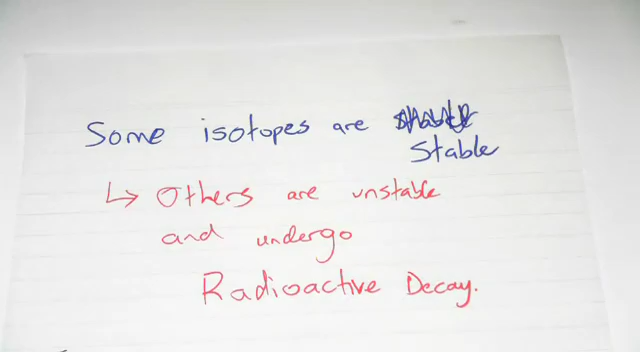 Some isotopes are
Stable
↳ Others are unstable
and undergo
Radioactive Decay.